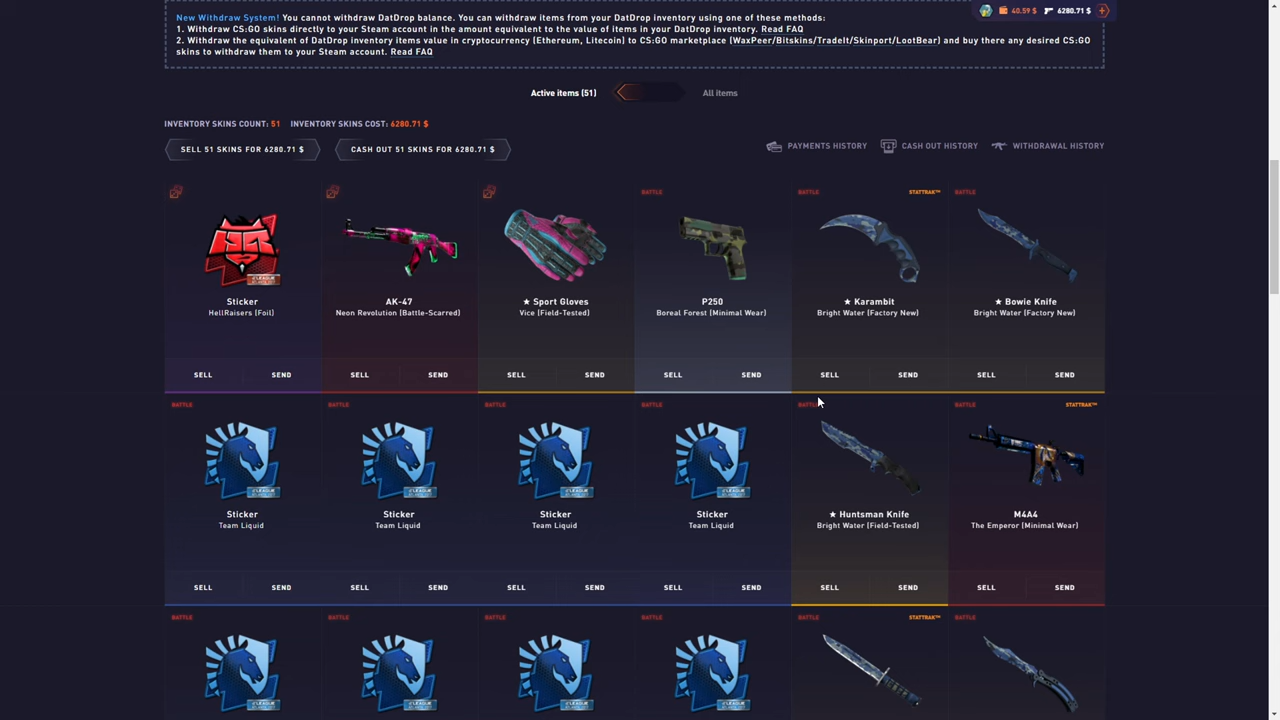 New Withdraw System! You cannot withdraw DatDrop balance. You can withdraw items from your DatDrop inventory using one of these methods:
1. Withdraw CS:GO skins directly to your Steam account in the amount equivalent to the value of items in your DatDrop inventory. Read FAQ
2. Withdraw the equivalent of DatDrop inventory items value in cryptocurrency (Ethereum, Litecoin) to CS:GO marketplace (WaxPeer/Bitskins/TradeIt/Skinport/LootBear) and buy there any desired CS:GO
skins to withdraw them to your Steam account. Read FAQ
40.59 $ 6280.71 $
Active items (51) All items
INVENTORY SKINS COUNT: 51 INVENTORY SKINS COST: 6280.71 $
SELL 51 SKINS FOR 6280.71 $ CASH OUT 51 SKINS FOR 6280.71 $ PAYMENTS HISTORY CASH OUT HISTORY WITHDRAWAL HISTORY
BATTLE BATTLE STATTRAK™ BATTLE
Sticker AK-47 ★ Sport Gloves P250 ★ Karambit ★ Bowie Knife
HellRaisers (Foil) Neon Revolution (Battle-Scarred) Vice (Field-Tested) Boreal Forest (Minimal Wear) Bright Water (Factory New) Bright Water (Factory New)
SELL SEND SELL SEND SELL SEND SELL SEND SELL SEND SELL SEND
BATTLE BATTLE BATTLE BATTLE BATTLE BATTLE STATTRAK™
Sticker Sticker Sticker Sticker ★ Huntsman Knife M4A4
Team Liquid Team Liquid Team Liquid Team Liquid Bright Water (Field-Tested) The Emperor (Minimal Wear)
SELL SEND SELL SEND SELL SEND SELL SEND SELL SEND SELL SEND
BATTLE BATTLE BATTLE BATTLE BATTLE STATTRAK™ BATTLE